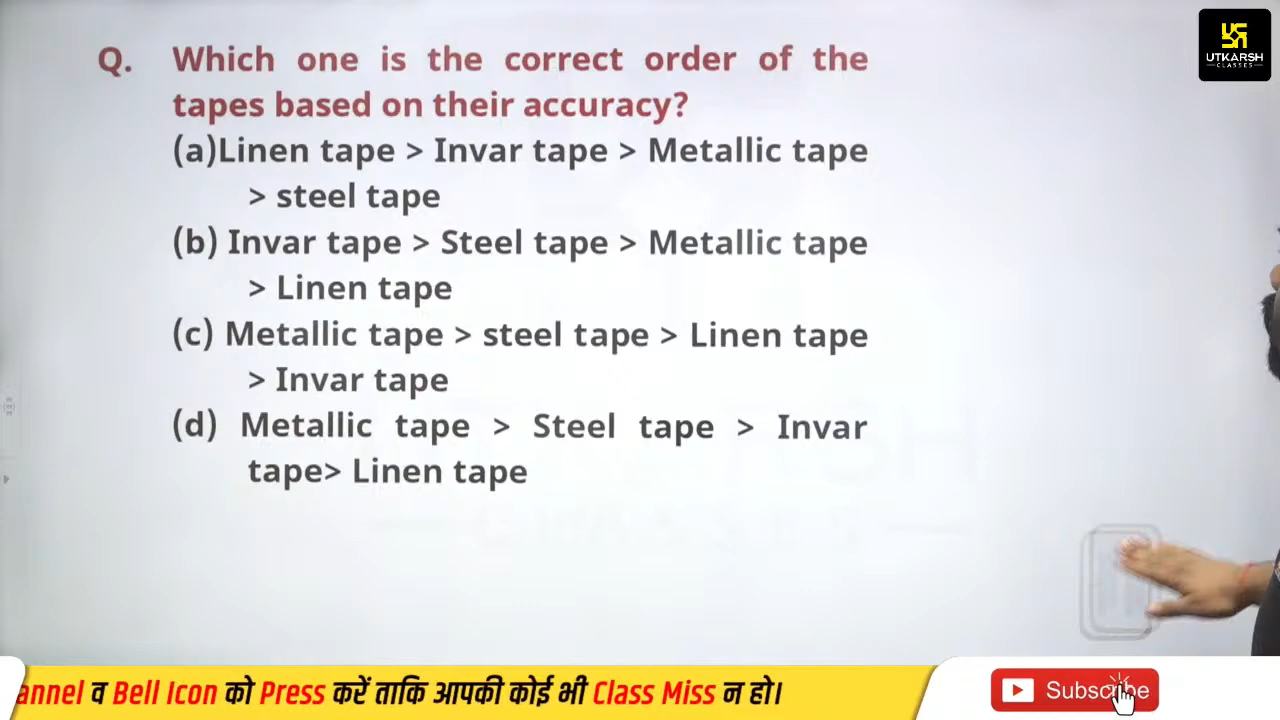 UTKARSH
CLASSES
Q. Which one is the correct order of the
tapes based on their accuracy?
(a)Linen tape > Invar tape > Metallic tape
> steel tape
(b) Invar tape > Steel tape > Metallic tape
> Linen tape
(c) Metallic tape > steel tape > Linen tape
> Invar tape
(d) Metallic tape > Steel tape > Invar
tape> Linen tape
annel व Bell Icon को Press करें ताकि आपकी कोई भी Class Miss न हो।
Subscribe